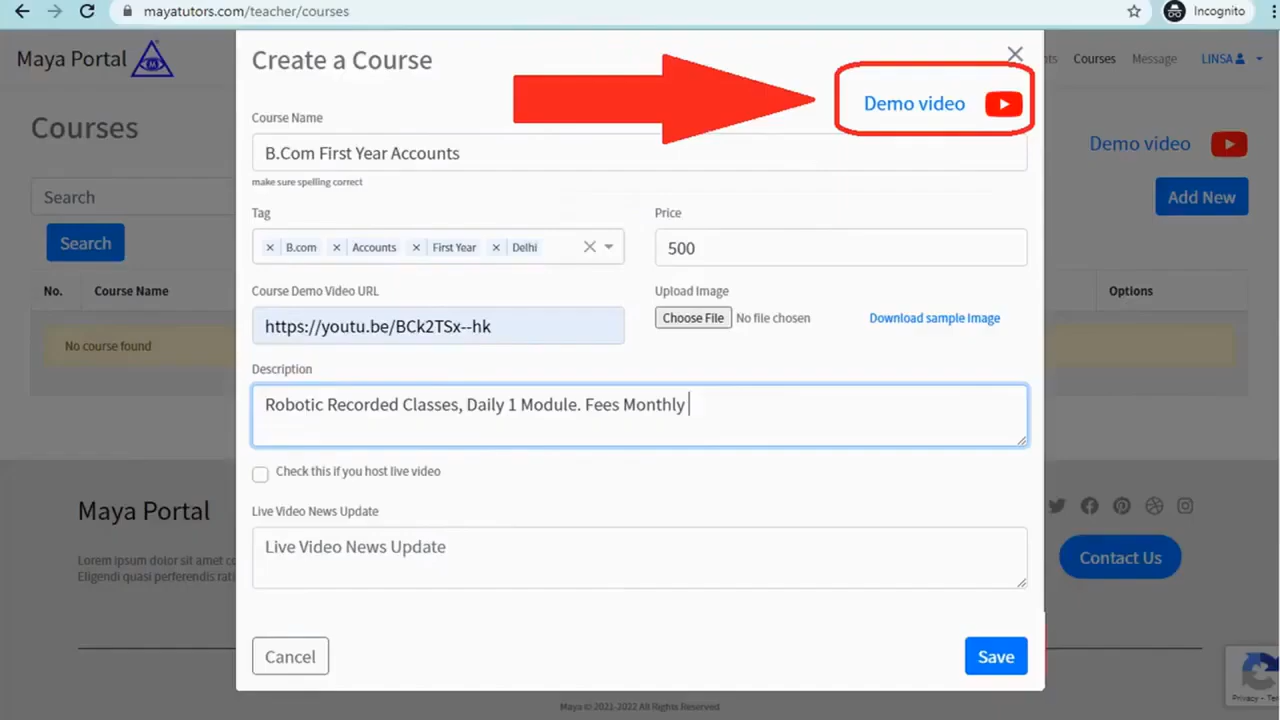 mayatutors.com/teacher/courses
Incognito
Maya Portal
Courses
Message
LINSA
Create a Course
Demo video
Courses
Demo video
Course Name
B.Com First Year Accounts
make sure spelling correct
Search
Add New
Search
Tag
Price
B.com
Accounts
First Year
Delhi
500
No.
Course Name
Options
Course Demo Video URL
Upload Image
https://youtu.be/BCk2TSx--hk
Choose File No file chosen
Download sample Image
No course found
Description
Robotic Recorded Classes, Daily 1 Module. Fees Monthly
Check this if you host live video
Live Video News Update
Live Video News Update
Maya Portal
Lorem ipsum dolor sit amet
Eligendi quasi perferendis
Contact Us
Cancel
Save
Maya © 2021-2022 All Rights Reserved